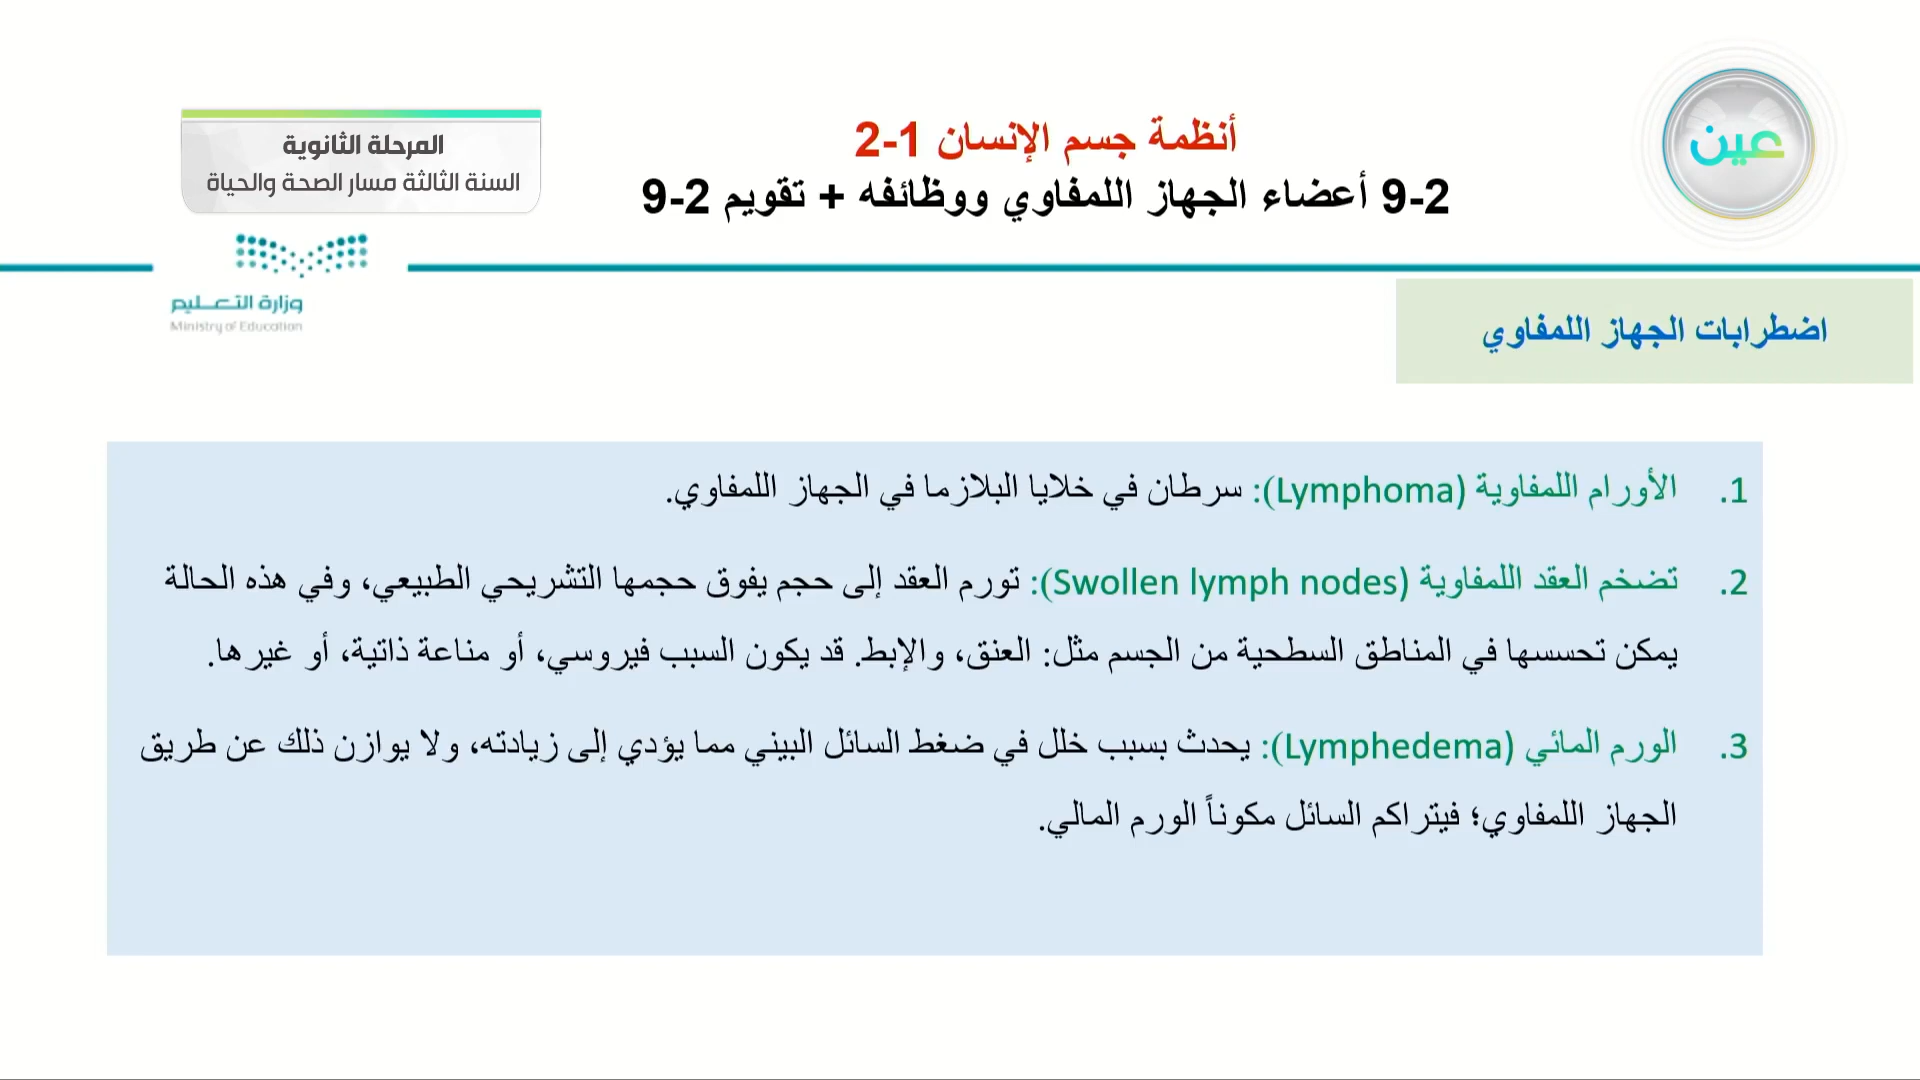 عين
أنظمة جسم الإنسان 1-2
9-2 أعضاء الجهاز اللمفاوي ووظائفه + تقويم 2-9
المرحلة الثانوية
السنة الثالثة مسار الصحة والحياة
وزارة التعليم
Ministry of Education
اضطرابات الجهاز اللمفاوي
1. الأورام اللمفاوية (Lymphoma): سرطان في خلايا البلازما في الجهاز اللمفاوي.
2. تضخم العقد اللمفاوية (Swollen lymph nodes): تورم العقد إلى حجم يفوق حجمها التشريحي الطبيعي، وفي هذه الحالة
يمكن تحسسها في المناطق السطحية من الجسم مثل: العنق، والإبط. قد يكون السبب فيروسي، أو مناعة ذاتية، أو غيرها.
3. الورم المائي (Lymphedema): يحدث بسبب خلل في ضغط السائل البيني مما يؤدي إلى زيادته، ولا يوازن ذلك عن طريق
الجهاز اللمفاوي؛ فيتراكم السائل مكوناً الورم المالي.